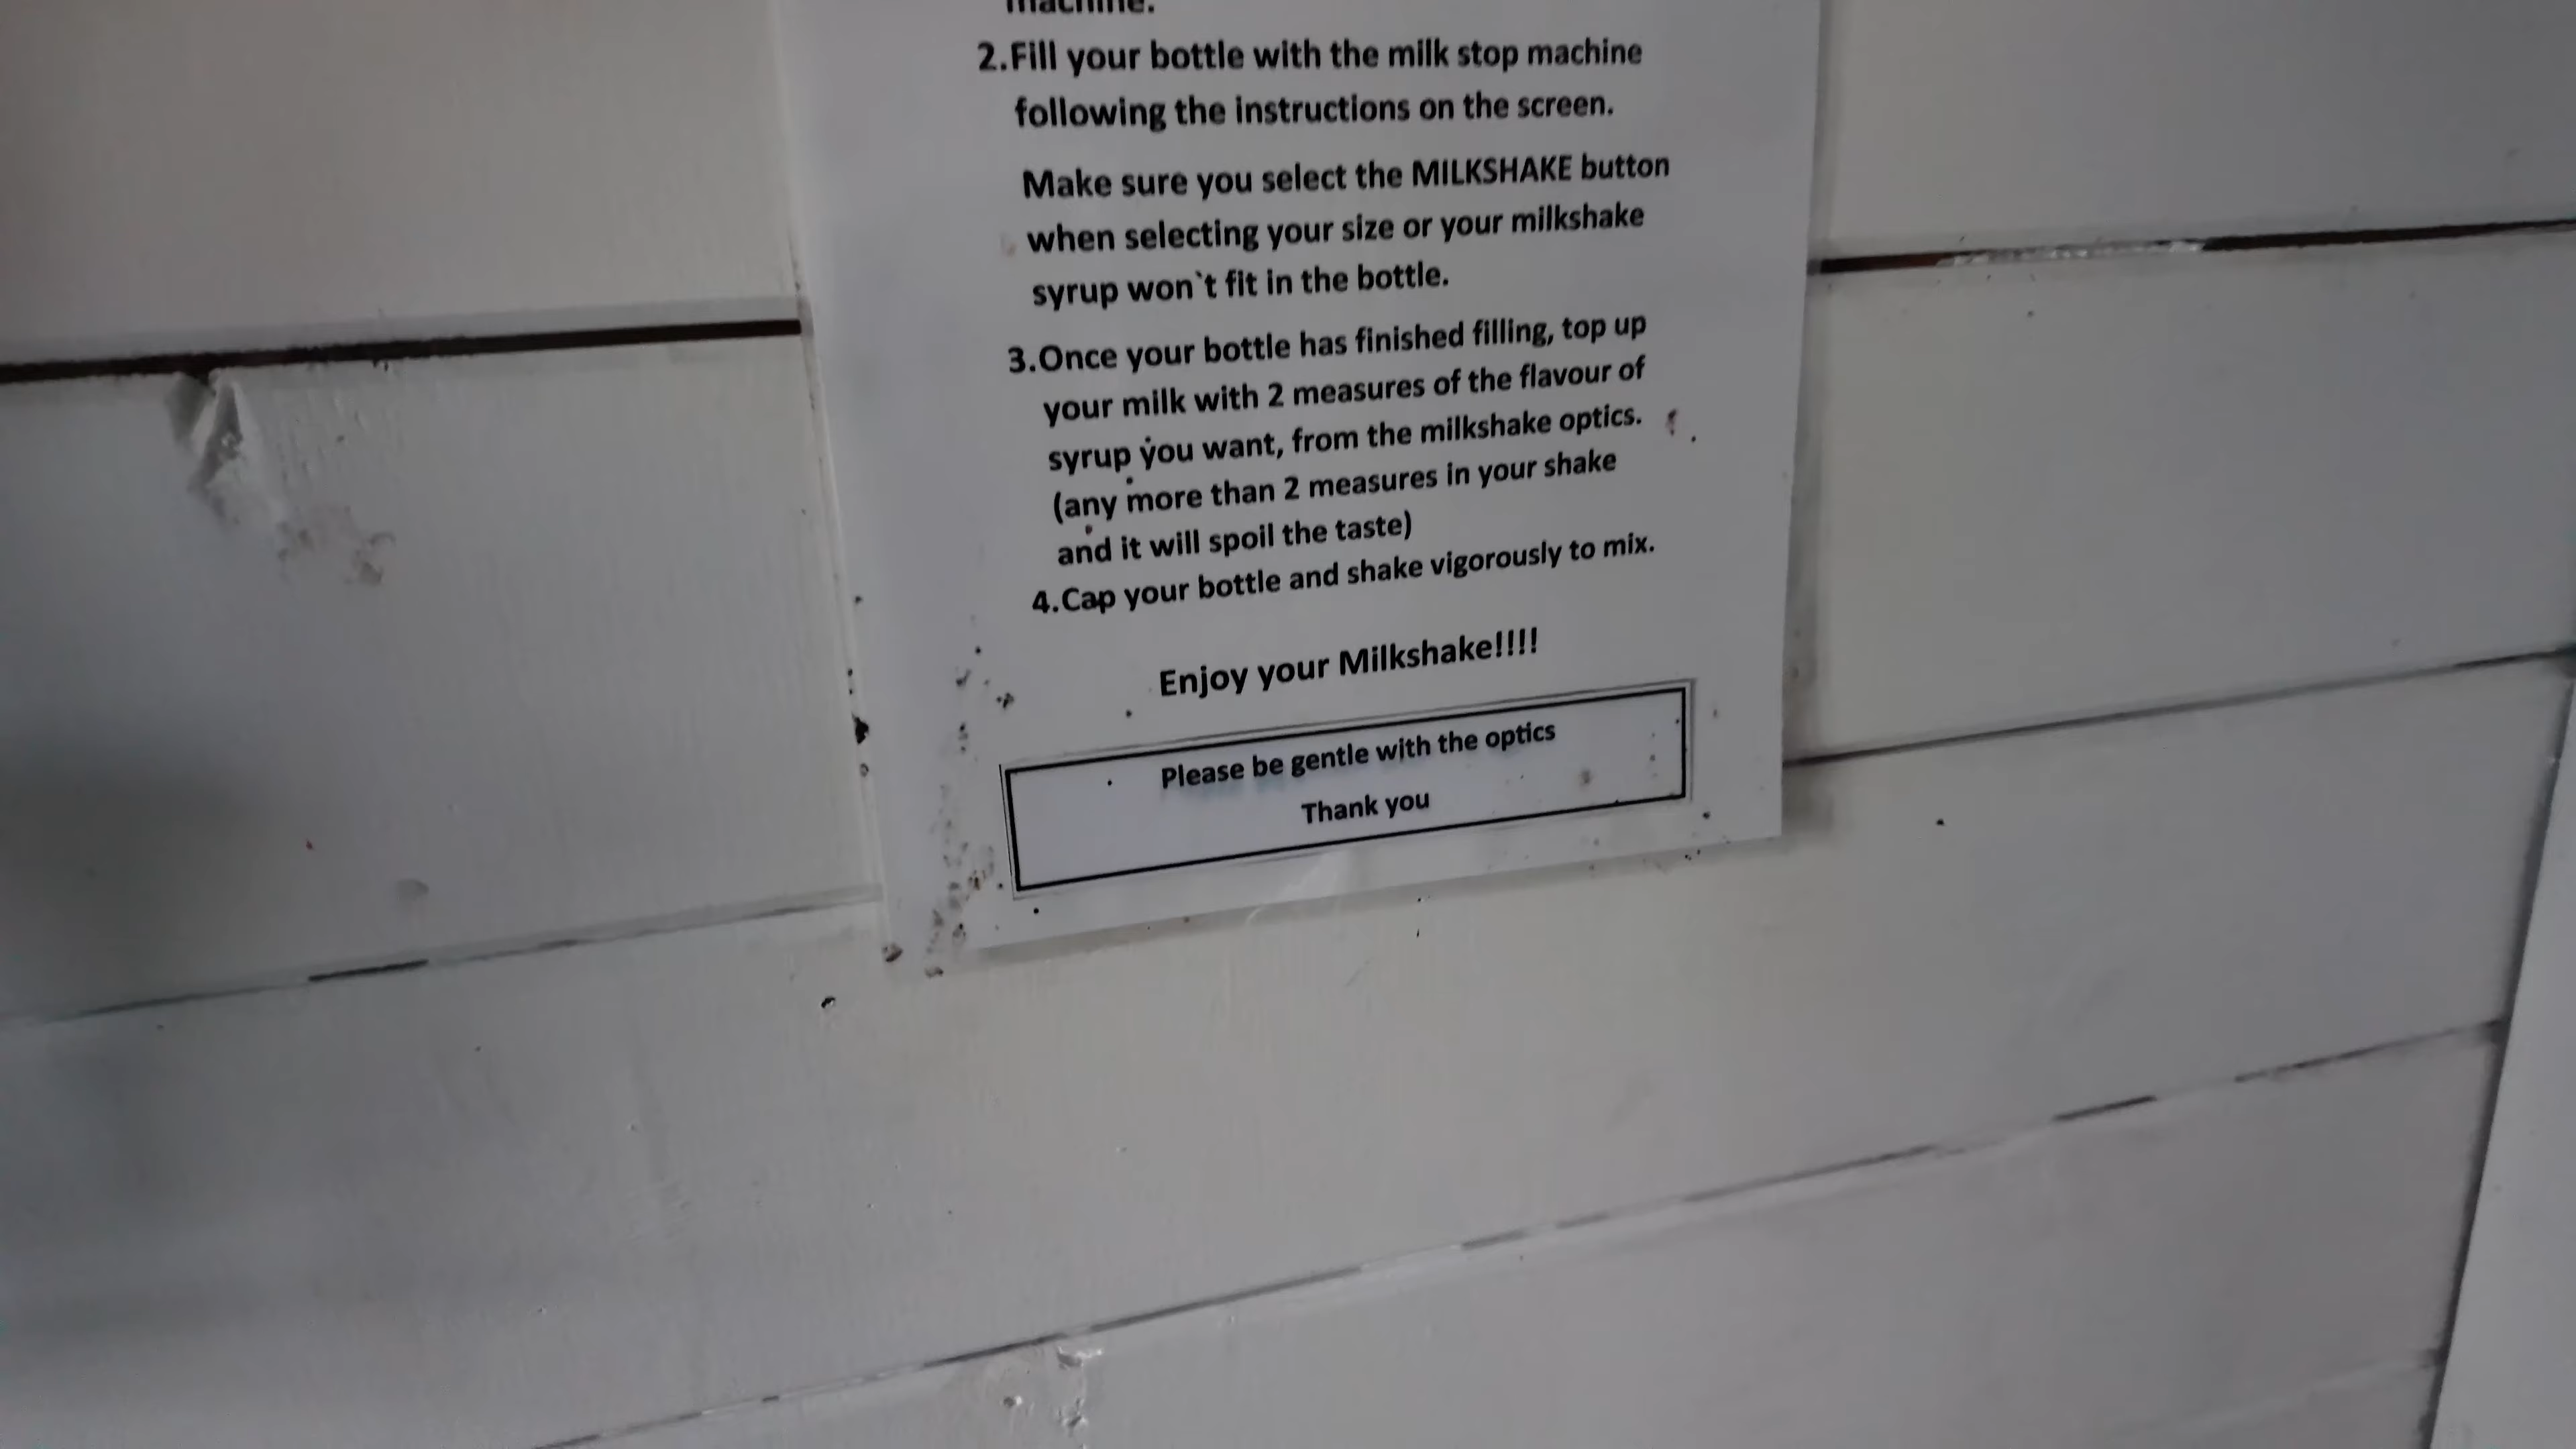 machine.
2.Fill your bottle with the milk stop machine
following the instructions on the screen.
Make sure you select the MILKSHAKE button
when selecting your size or your milkshake
syrup won`t fit in the bottle.
3.Once your bottle has finished filling, top up
your milk with 2 measures of the flavour of
syrup you want, from the milkshake optics.
(any more than 2 measures in your shake
and it will spoil the taste)
4.Cap your bottle and shake vigorously to mix.
Enjoy your Milkshake!!!!
Please be gentle with the optics
Thank you